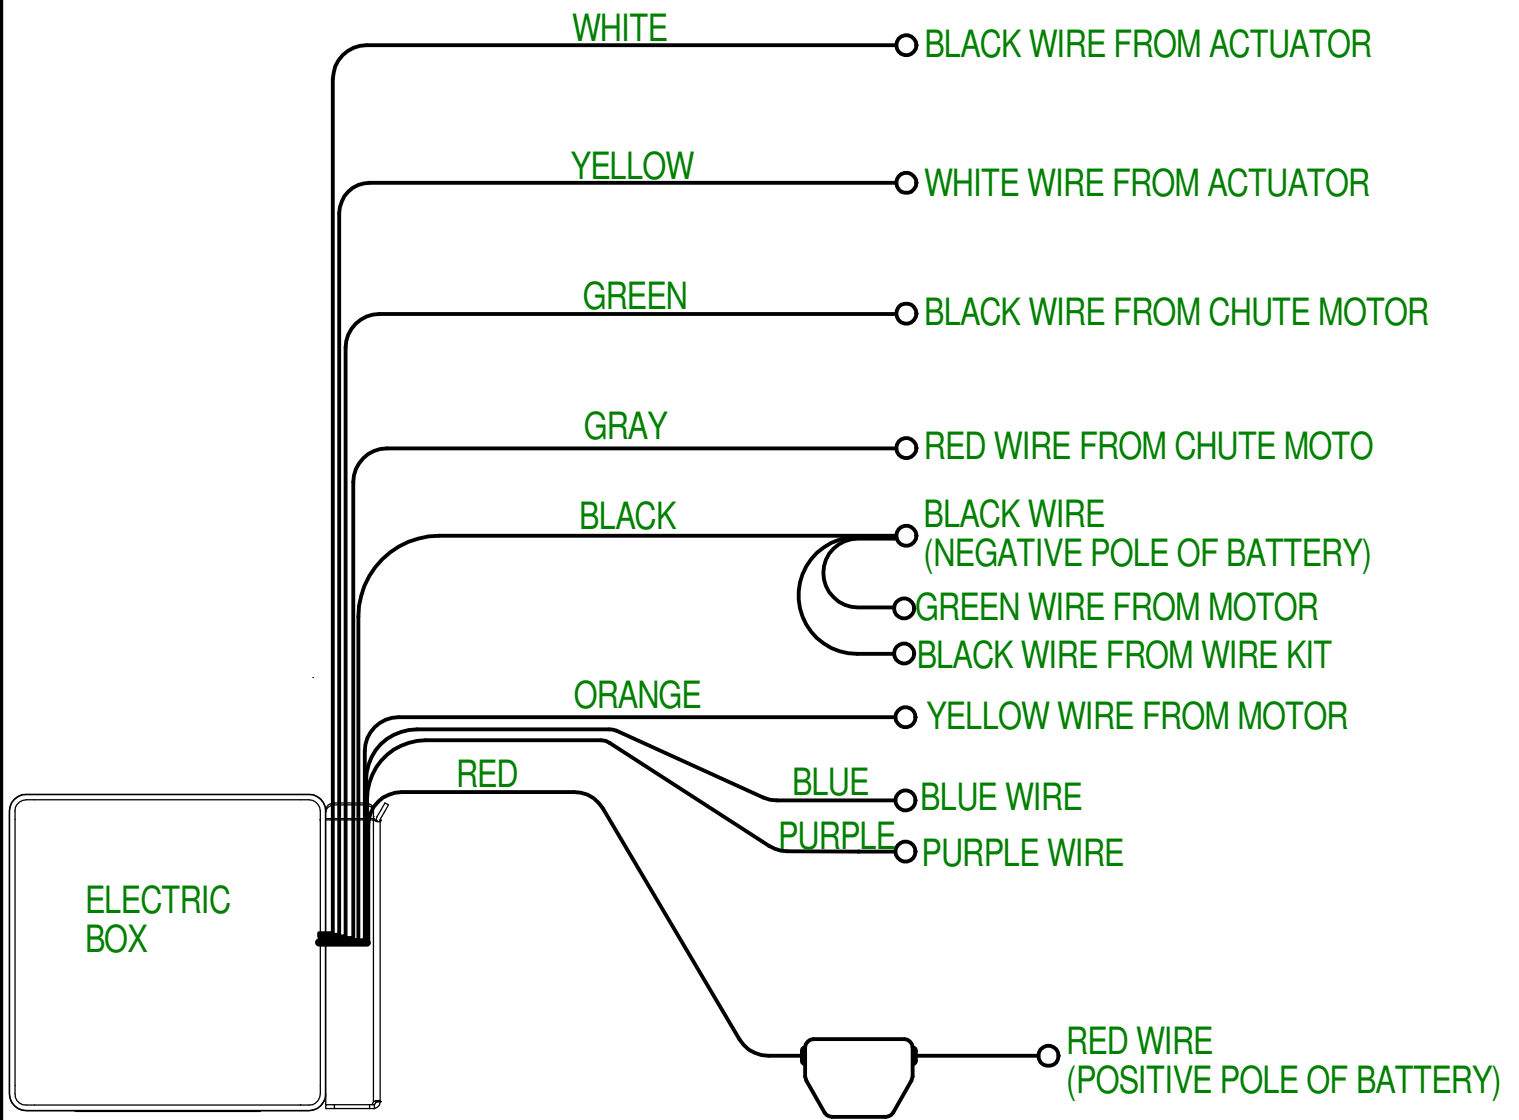 WHITE
BLACK WIRE FROM ACTUATOR
YELLOW
WHITE WIRE FROM ACTUATOR
GREEN
BLACK WIRE FROM CHUTE MOTOR
GRAY
RED WIRE FROM CHUTE MOTO
BLACK
BLACK WIRE
(NEGATIVE POLE OF BATTERY)
GREEN WIRE FROM MOTOR
BLACK WIRE FROM WIRE KIT
ORANGE
YELLOW WIRE FROM MOTOR
RED
BLUE
BLUE WIRE
PURPLE
PURPLE WIRE
ELECTRIC
BOX
RED WIRE
(POSITIVE POLE OF BATTERY)